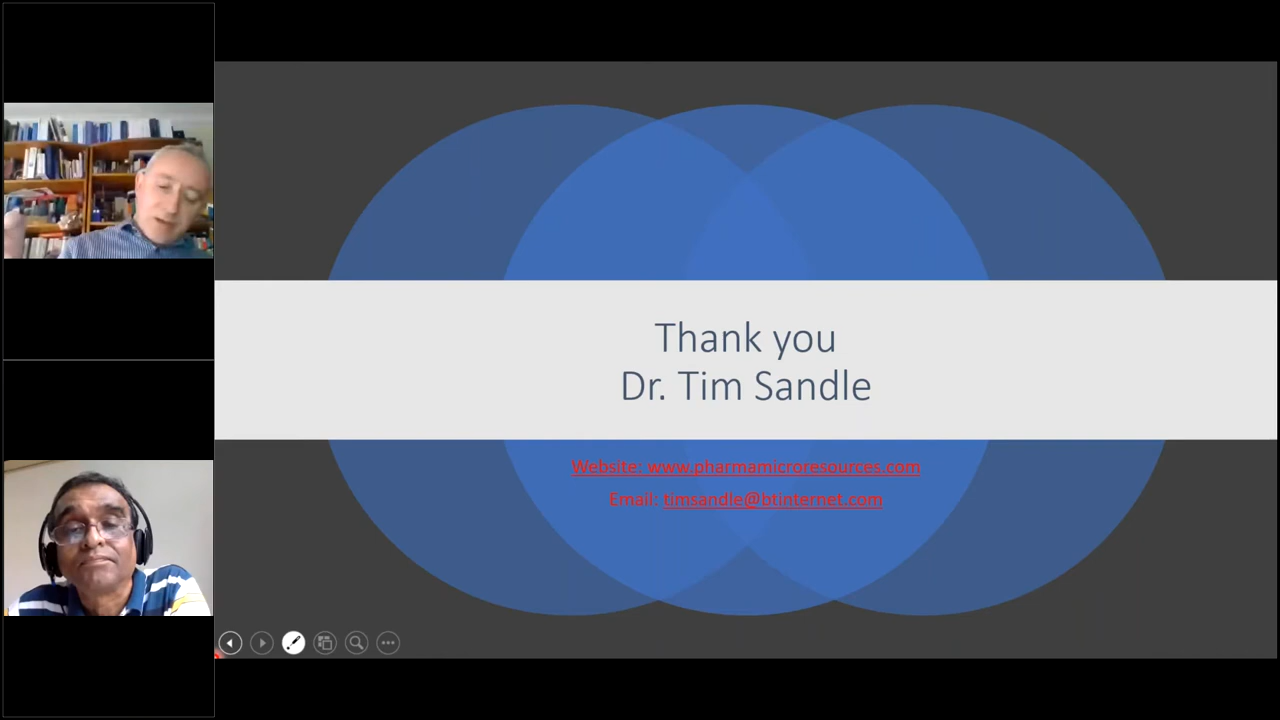 Thank you
Dr. Tim Sandle
Website: www.pharmamicroresources.com
Email: timsandle@btinternet.com